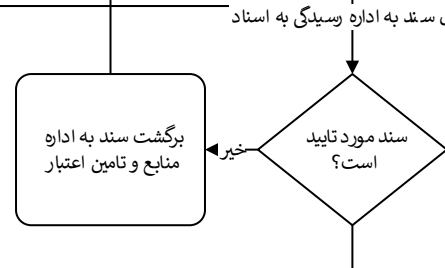 سند به اداره رسیدگی به اسناد
سند مورد تایید
است؟
خیر
برگشت سند به اداره
منابع و تامین اعتبار